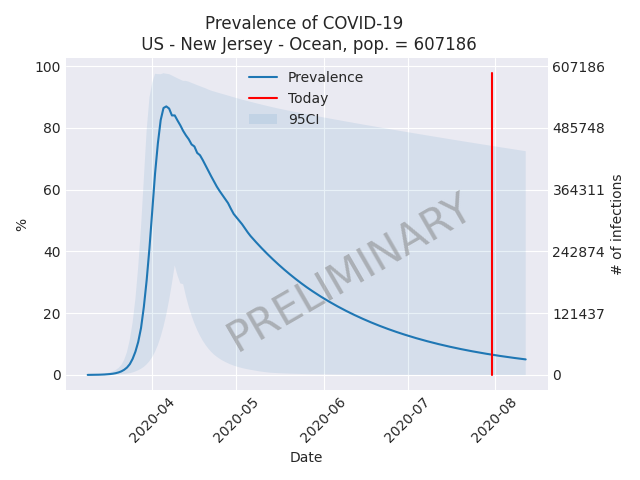 Prevalence of COVID-19
US - New Jersey - Ocean, pop. = 607186
Prevalence
Today
95CI
100
80
60
40
20
0
%
607186
485748
364311
242874
121437
0
# of infections
PRELIMINARY
2020-04
2020-05
2020-06
2020-07
2020-08
Date